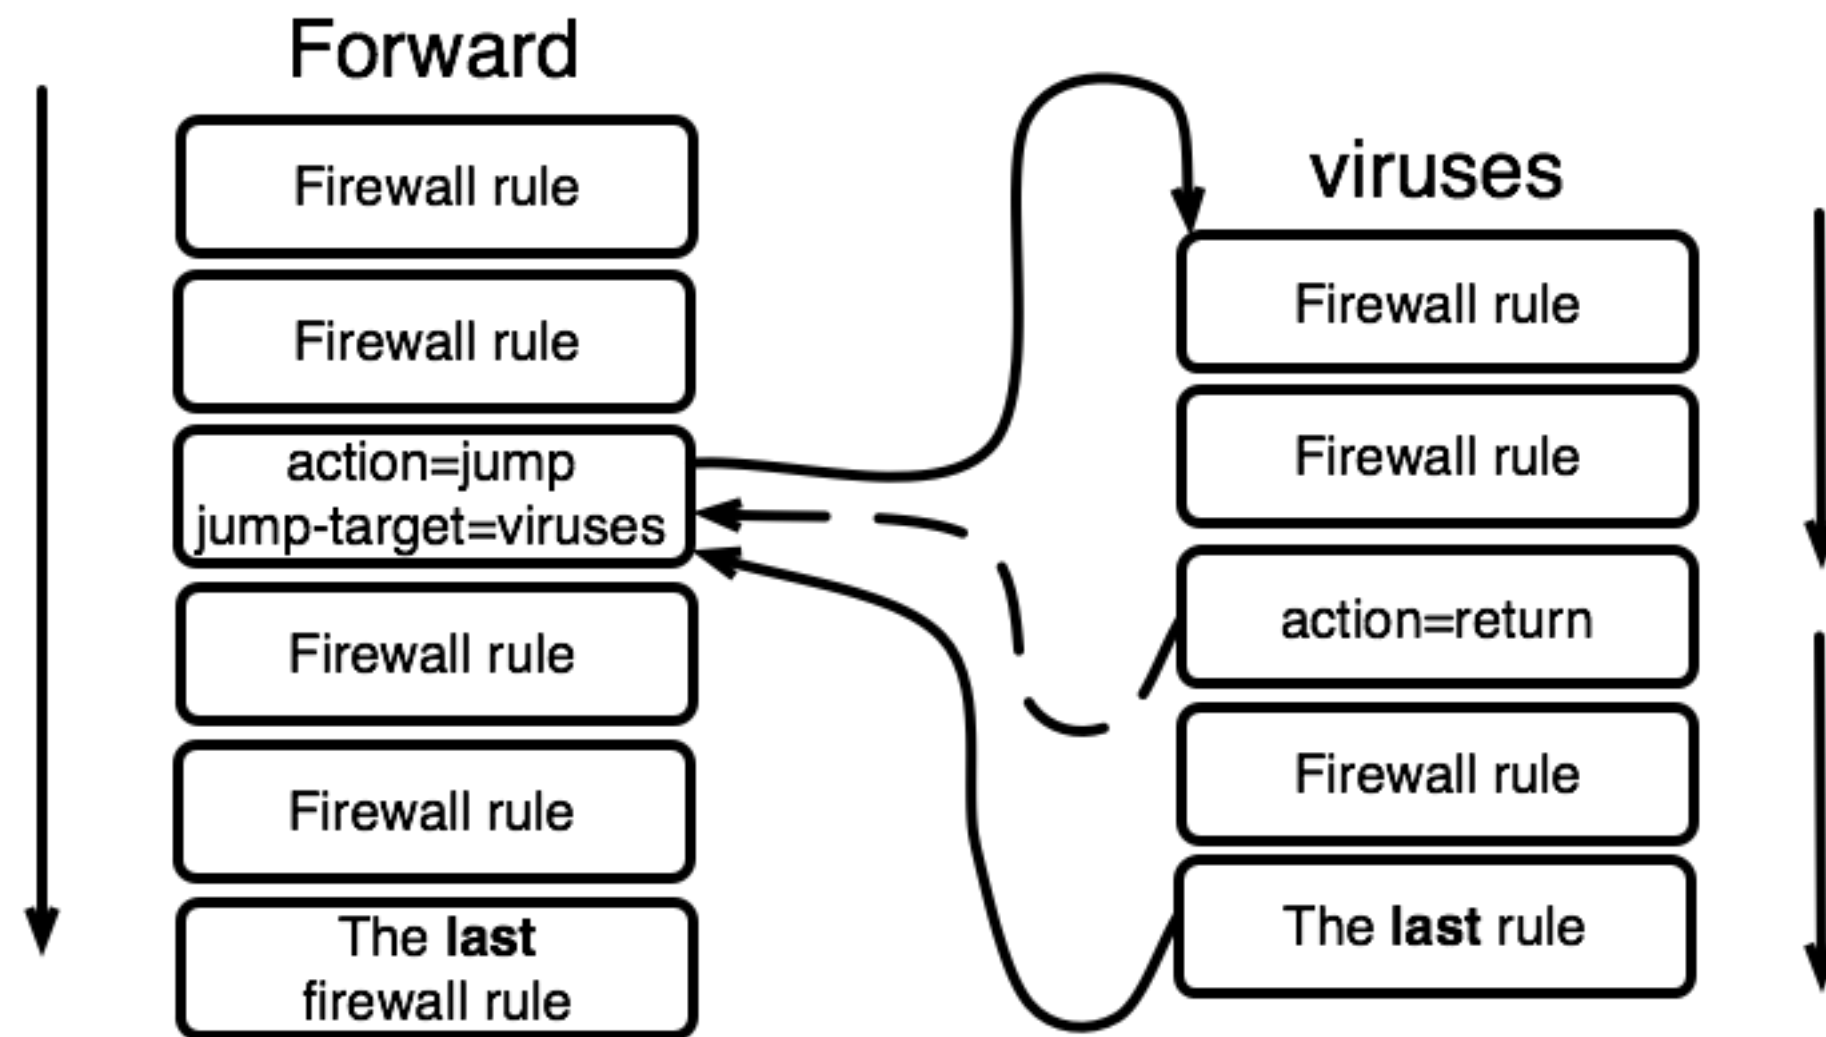 Forward
Firewall rule
Firewall rule
action=jump
jump-target=viruses
Firewall rule
Firewall rule
The last
firewall rule
viruses
Firewall rule
Firewall rule
action=return
Firewall rule
The last rule